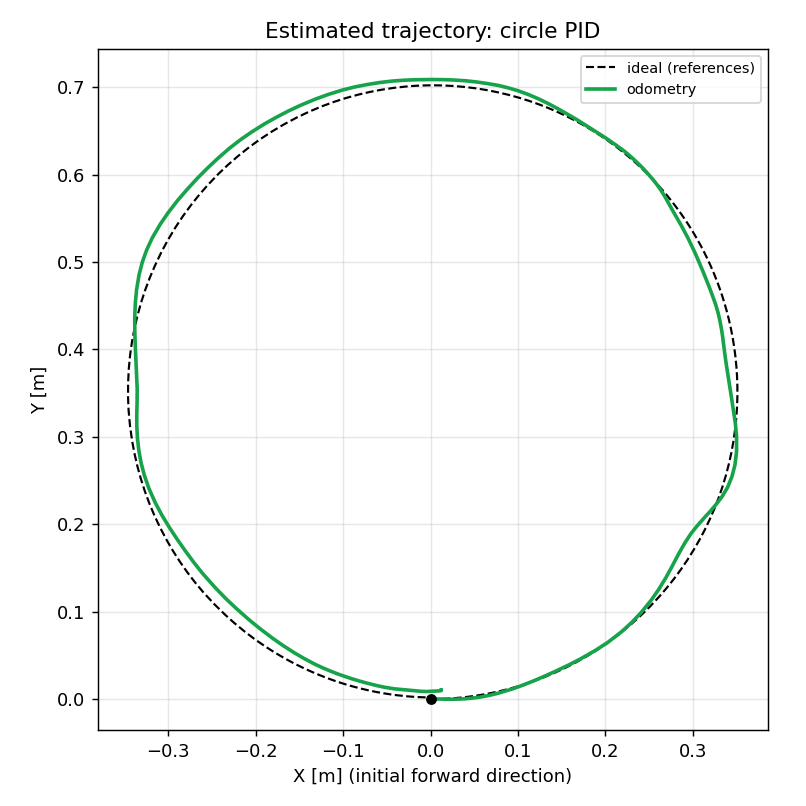 Estimated trajectory: circle PID
ideal (references)
odometry
0.7
0.6
0.5
0.4
0.3
0.2
0.1
0.0
Y [m]
−0.3 −0.2 −0.1 0.0 0.1 0.2 0.3
X [m] (initial forward direction)